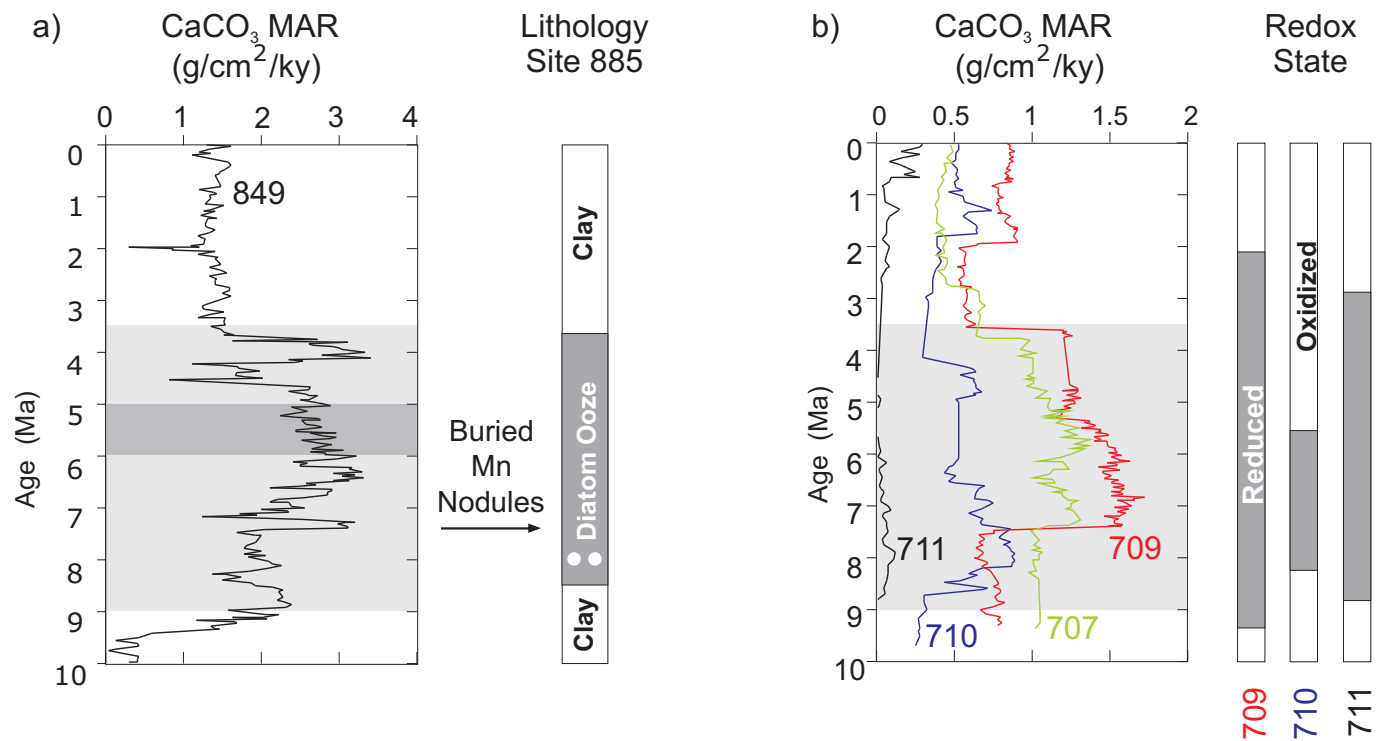 a)
CaCO₃ MAR
(g/cm²/ky)
Lithology
Site 885
0 1 2 3 4
0
1
2
3
4
5
6
7
8
9
10
Age (Ma)
849
Buried
Mn
Nodules
Clay
Diatom Ooze
Clay
b)
CaCO₃ MAR
(g/cm²/ky)
Redox
State
0 0.5 1 1.5 2
0
1
2
3
4
5
6
7
8
9
10
Age (Ma)
711
709
710
707
Reduced
Oxidized
709
710
711